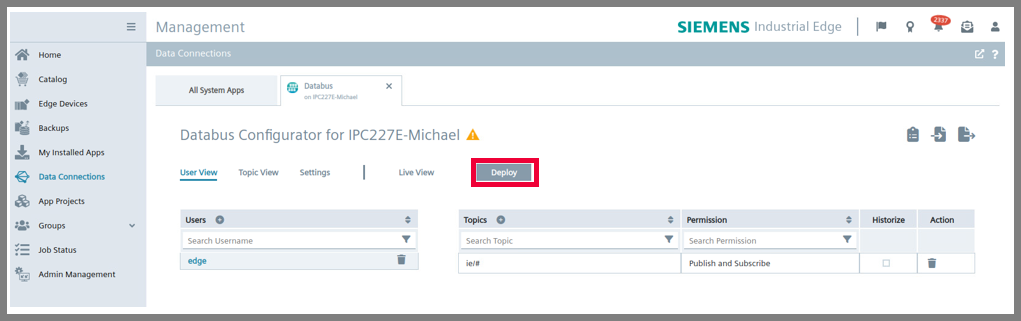 Management
SIEMENS Industrial Edge
2337
Data Connections
?
Home
Catalog
Edge Devices
Backups
My Installed Apps
Data Connections
App Projects
Groups
Job Status
Admin Management
All System Apps
Databus
on IPC227E-Michael
Databus Configurator for IPC227E-Michael
User View Topic View Settings Live View Deploy
Users
Search Username
edge
Topics Permission Historize Action
Search Topic Search Permission
ie/# Publish and Subscribe